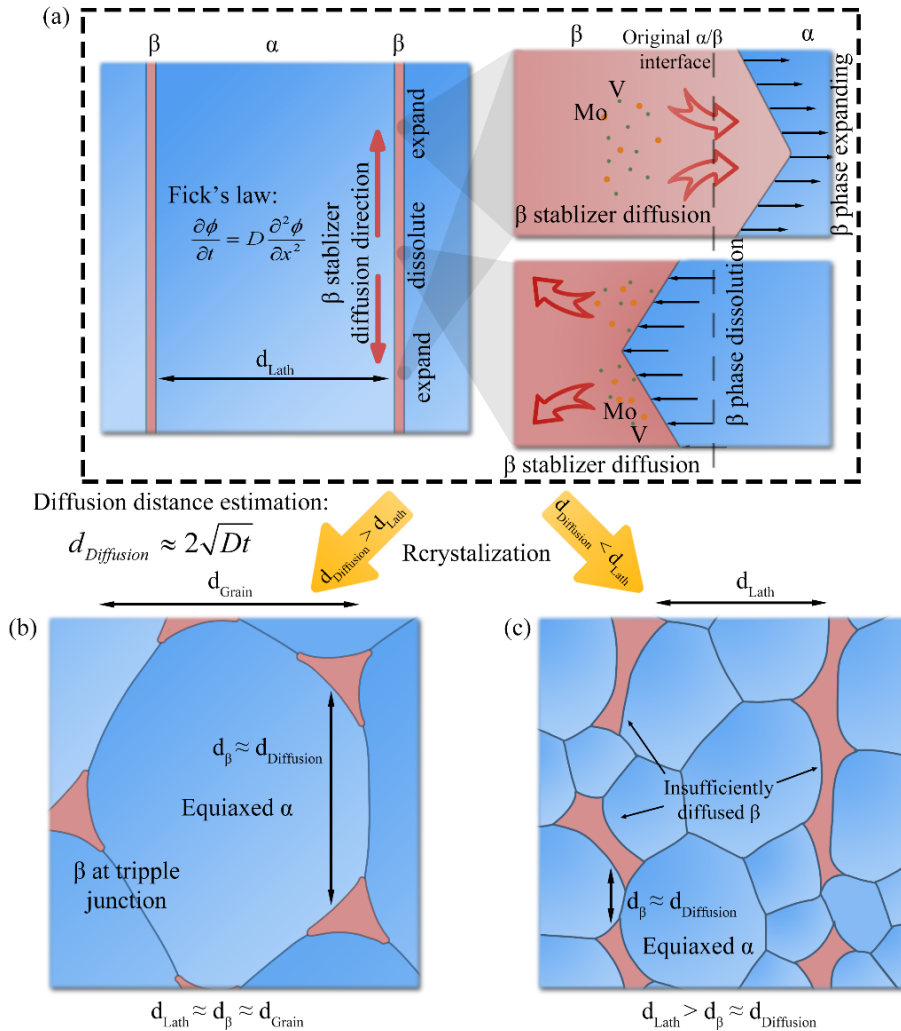 (a)
β
α
β
Fick's law:
∂ϕ/∂t = D ∂²ϕ/∂x²
β stabilizer
diffusion direction
expand
dissolute
expand
d_Lath
β
Original α/β
interface
α
V
Mo
β stablizer diffusion
β phase expanding
Mo
V
β stablizer diffusion
β phase dissolution
Diffusion distance estimation:
d_Diffusion ≈ 2√Dt
d_Diffusion > d_Lath
Rcrystalization
d_Diffusion < d_Lath
(b)
d_Grain
d_β ≈ d_Diffusion
Equiaxed α
β at tripple
junction
d_Lath ≈ d_β ≈ d_Grain
(c)
d_Lath
Insufficiently
diffused β
d_β ≈ d_Diffusion
Equiaxed α
d_Lath > d_β ≈ d_Diffusion